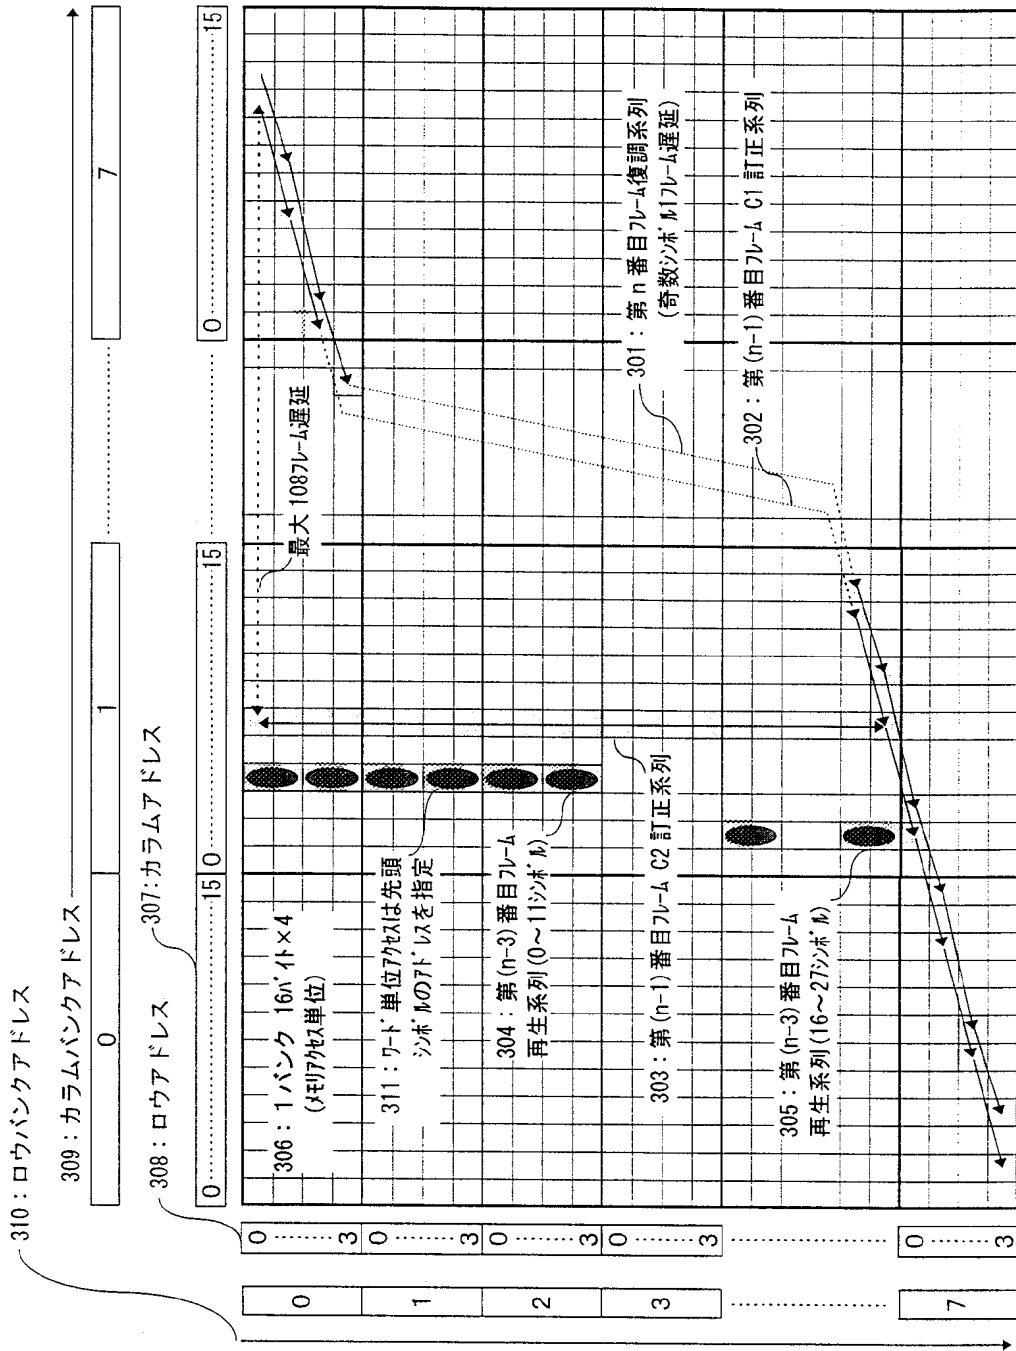 310：ロウバンクアドレス
309：カラムバンクアドレス
0
1
7
308：ロウアドレス
307：カラムアドレス
0
15
0
15
0
15
0
0
3
1
0
3
2
0
3
3
0
3
7
0
3
306：1バンク 16バイト×4
(メモリアクセス単位)
311：ワード単位アクセスは先頭
シンボルのアドレスを指定
304：第(n-3)番目フレーム
再生系列(0～11シンボル)
303：第(n-1)番目フレーム C2訂正系列
305：第(n-3)番目フレーム
再生系列(16～27シンボル)
最大 108フレーム遅延
301：第n番目フレーム復調系列
(奇数シンボル1フレーム遅延)
302：第(n-1)番目フレーム C1訂正系列